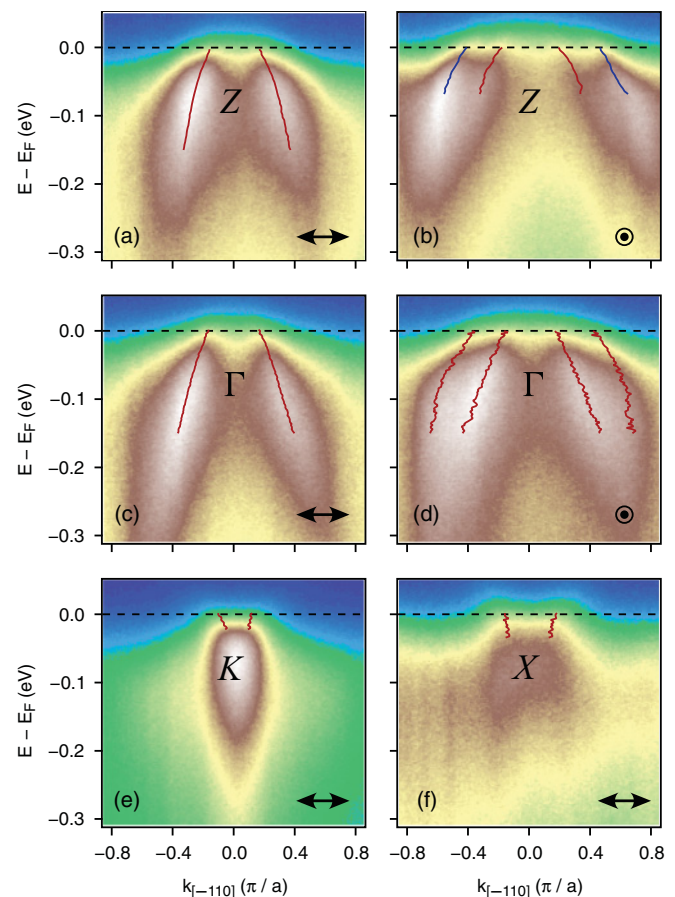 0.0
−0.1
−0.2
−0.3
E − E_F (eV)
Z
(a)
Z
(b)
0.0
−0.1
−0.2
−0.3
E − E_F (eV)
Γ
(c)
Γ
(d)
0.0
−0.1
−0.2
−0.3
E − E_F (eV)
K
(e)
X
(f)
−0.8 −0.4 0.0 0.4 0.8
−0.4 0.0 0.4 0.8
k_[−110] (π / a)
k_[−110] (π / a)